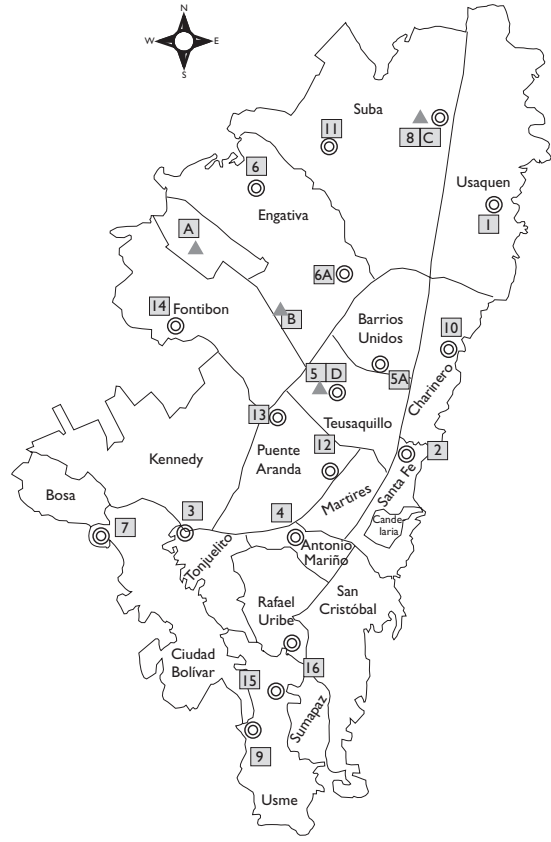 N
W
E
S
Suba
11
8
C
6
Usaquen
Engativa
1
A
6A
14
Fontibon
B
Barrios
Unidos
10
5
D
5A
Charinero
13
Teusaquillo
12
2
Puente
Aranda
Kennedy
Santa Fe
Martires
Bosa
3
4
7
Cande-
laria
Tonjuelito
Antonio
Mariño
San
Cristóbal
Rafael
Uribe
Ciudad
Bolívar
15
16
Sumapaz
9
Usme